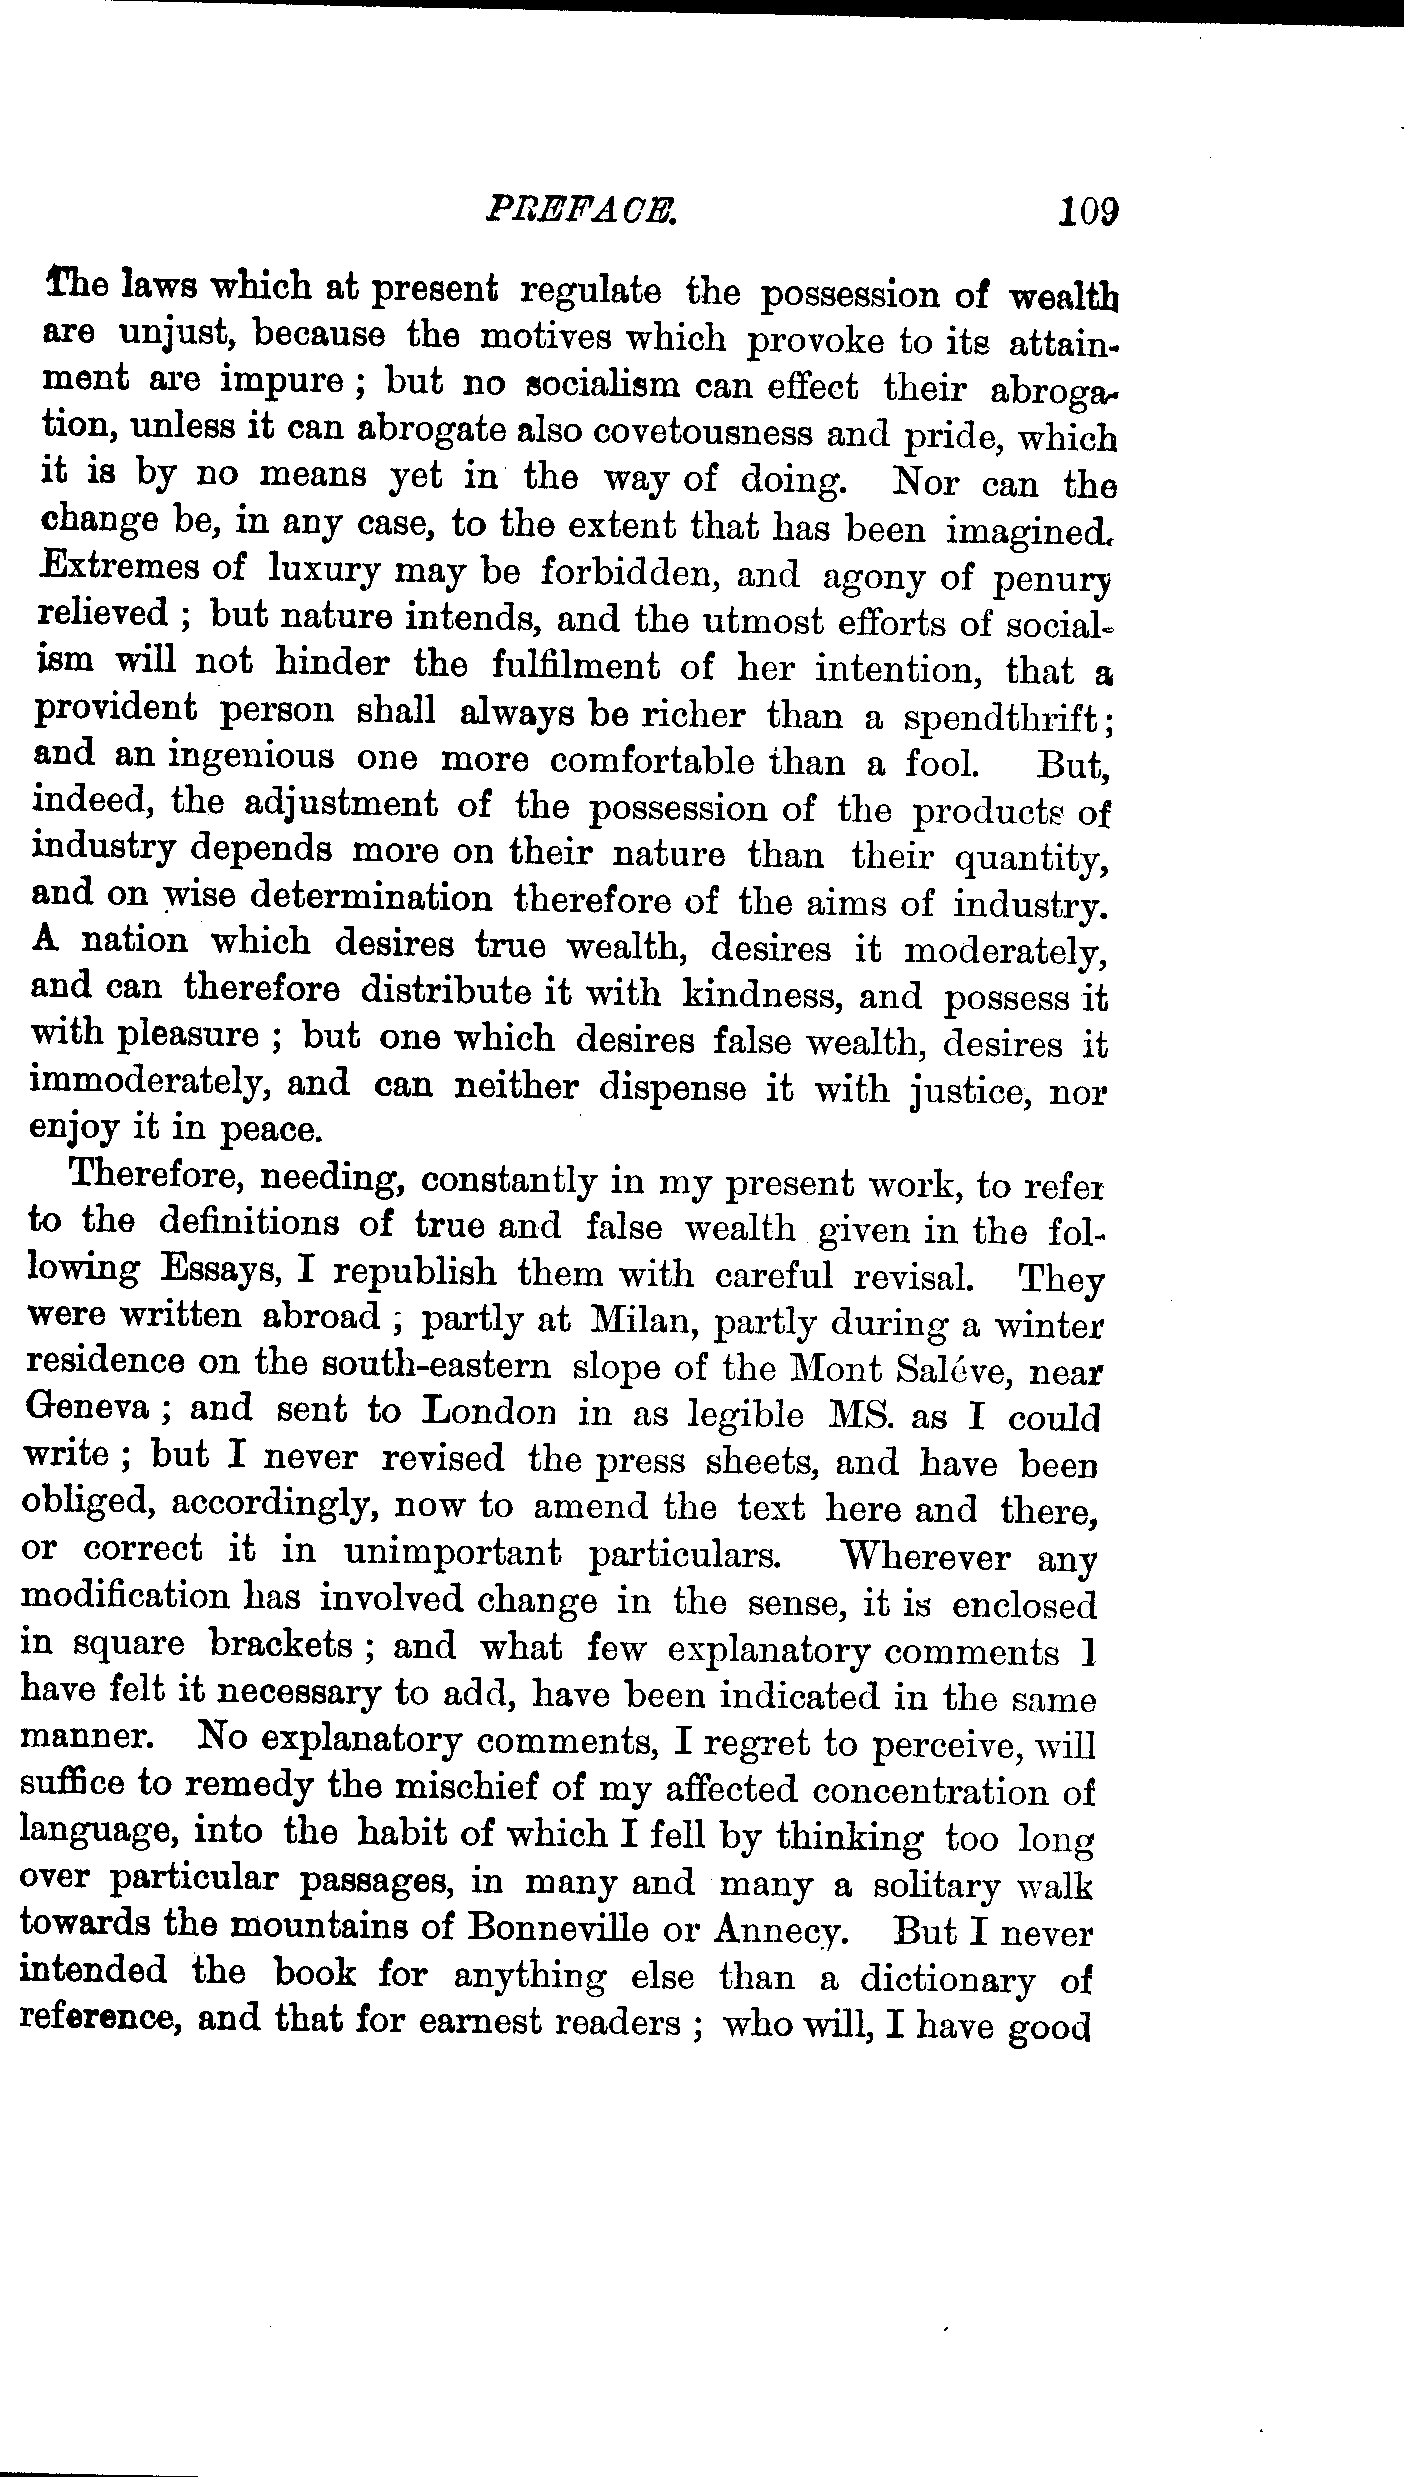 PREFACE. 109
The laws which at present regulate the possession of wealth
are unjust, because the motives which provoke to its attain-
ment are impure ; but no socialism can effect their abroga-
tion, unless it can abrogate also covetousness and pride, which
it is by no means yet in the way of doing. Nor can the
change be, in any case, to the extent that has been imagined.
Extremes of luxury may be forbidden, and agony of penury
relieved ; but nature intends, and the utmost efforts of social-
ism will not hinder the fulfilment of her intention, that a
provident person shall always be richer than a spendthrift;
and an ingenious one more comfortable than a fool. But,
indeed, the adjustment of the possession of the products of
industry depends more on their nature than their quantity,
and on wise determination therefore of the aims of industry.
A nation which desires true wealth, desires it moderately,
and can therefore distribute it with kindness, and possess it
with pleasure ; but one which desires false wealth, desires it
immoderately, and can neither dispense it with justice, nor
enjoy it in peace.
Therefore, needing, constantly in my present work, to refer
to the definitions of true and false wealth given in the fol-
lowing Essays, I republish them with careful revisal. They
were written abroad ; partly at Milan, partly during a winter
residence on the south-eastern slope of the Mont Saléve, near
Geneva ; and sent to London in as legible MS. as I could
write ; but I never revised the press sheets, and have been
obliged, accordingly, now to amend the text here and there,
or correct it in unimportant particulars. Wherever any
modification has involved change in the sense, it is enclosed
in square brackets ; and what few explanatory comments I
have felt it necessary to add, have been indicated in the same
manner. No explanatory comments, I regret to perceive, will
suffice to remedy the mischief of my affected concentration of
language, into the habit of which I fell by thinking too long
over particular passages, in many and many a solitary walk
towards the mountains of Bonneville or Annecy. But I never
intended the book for anything else than a dictionary of
reference, and that for earnest readers ; who will, I have good